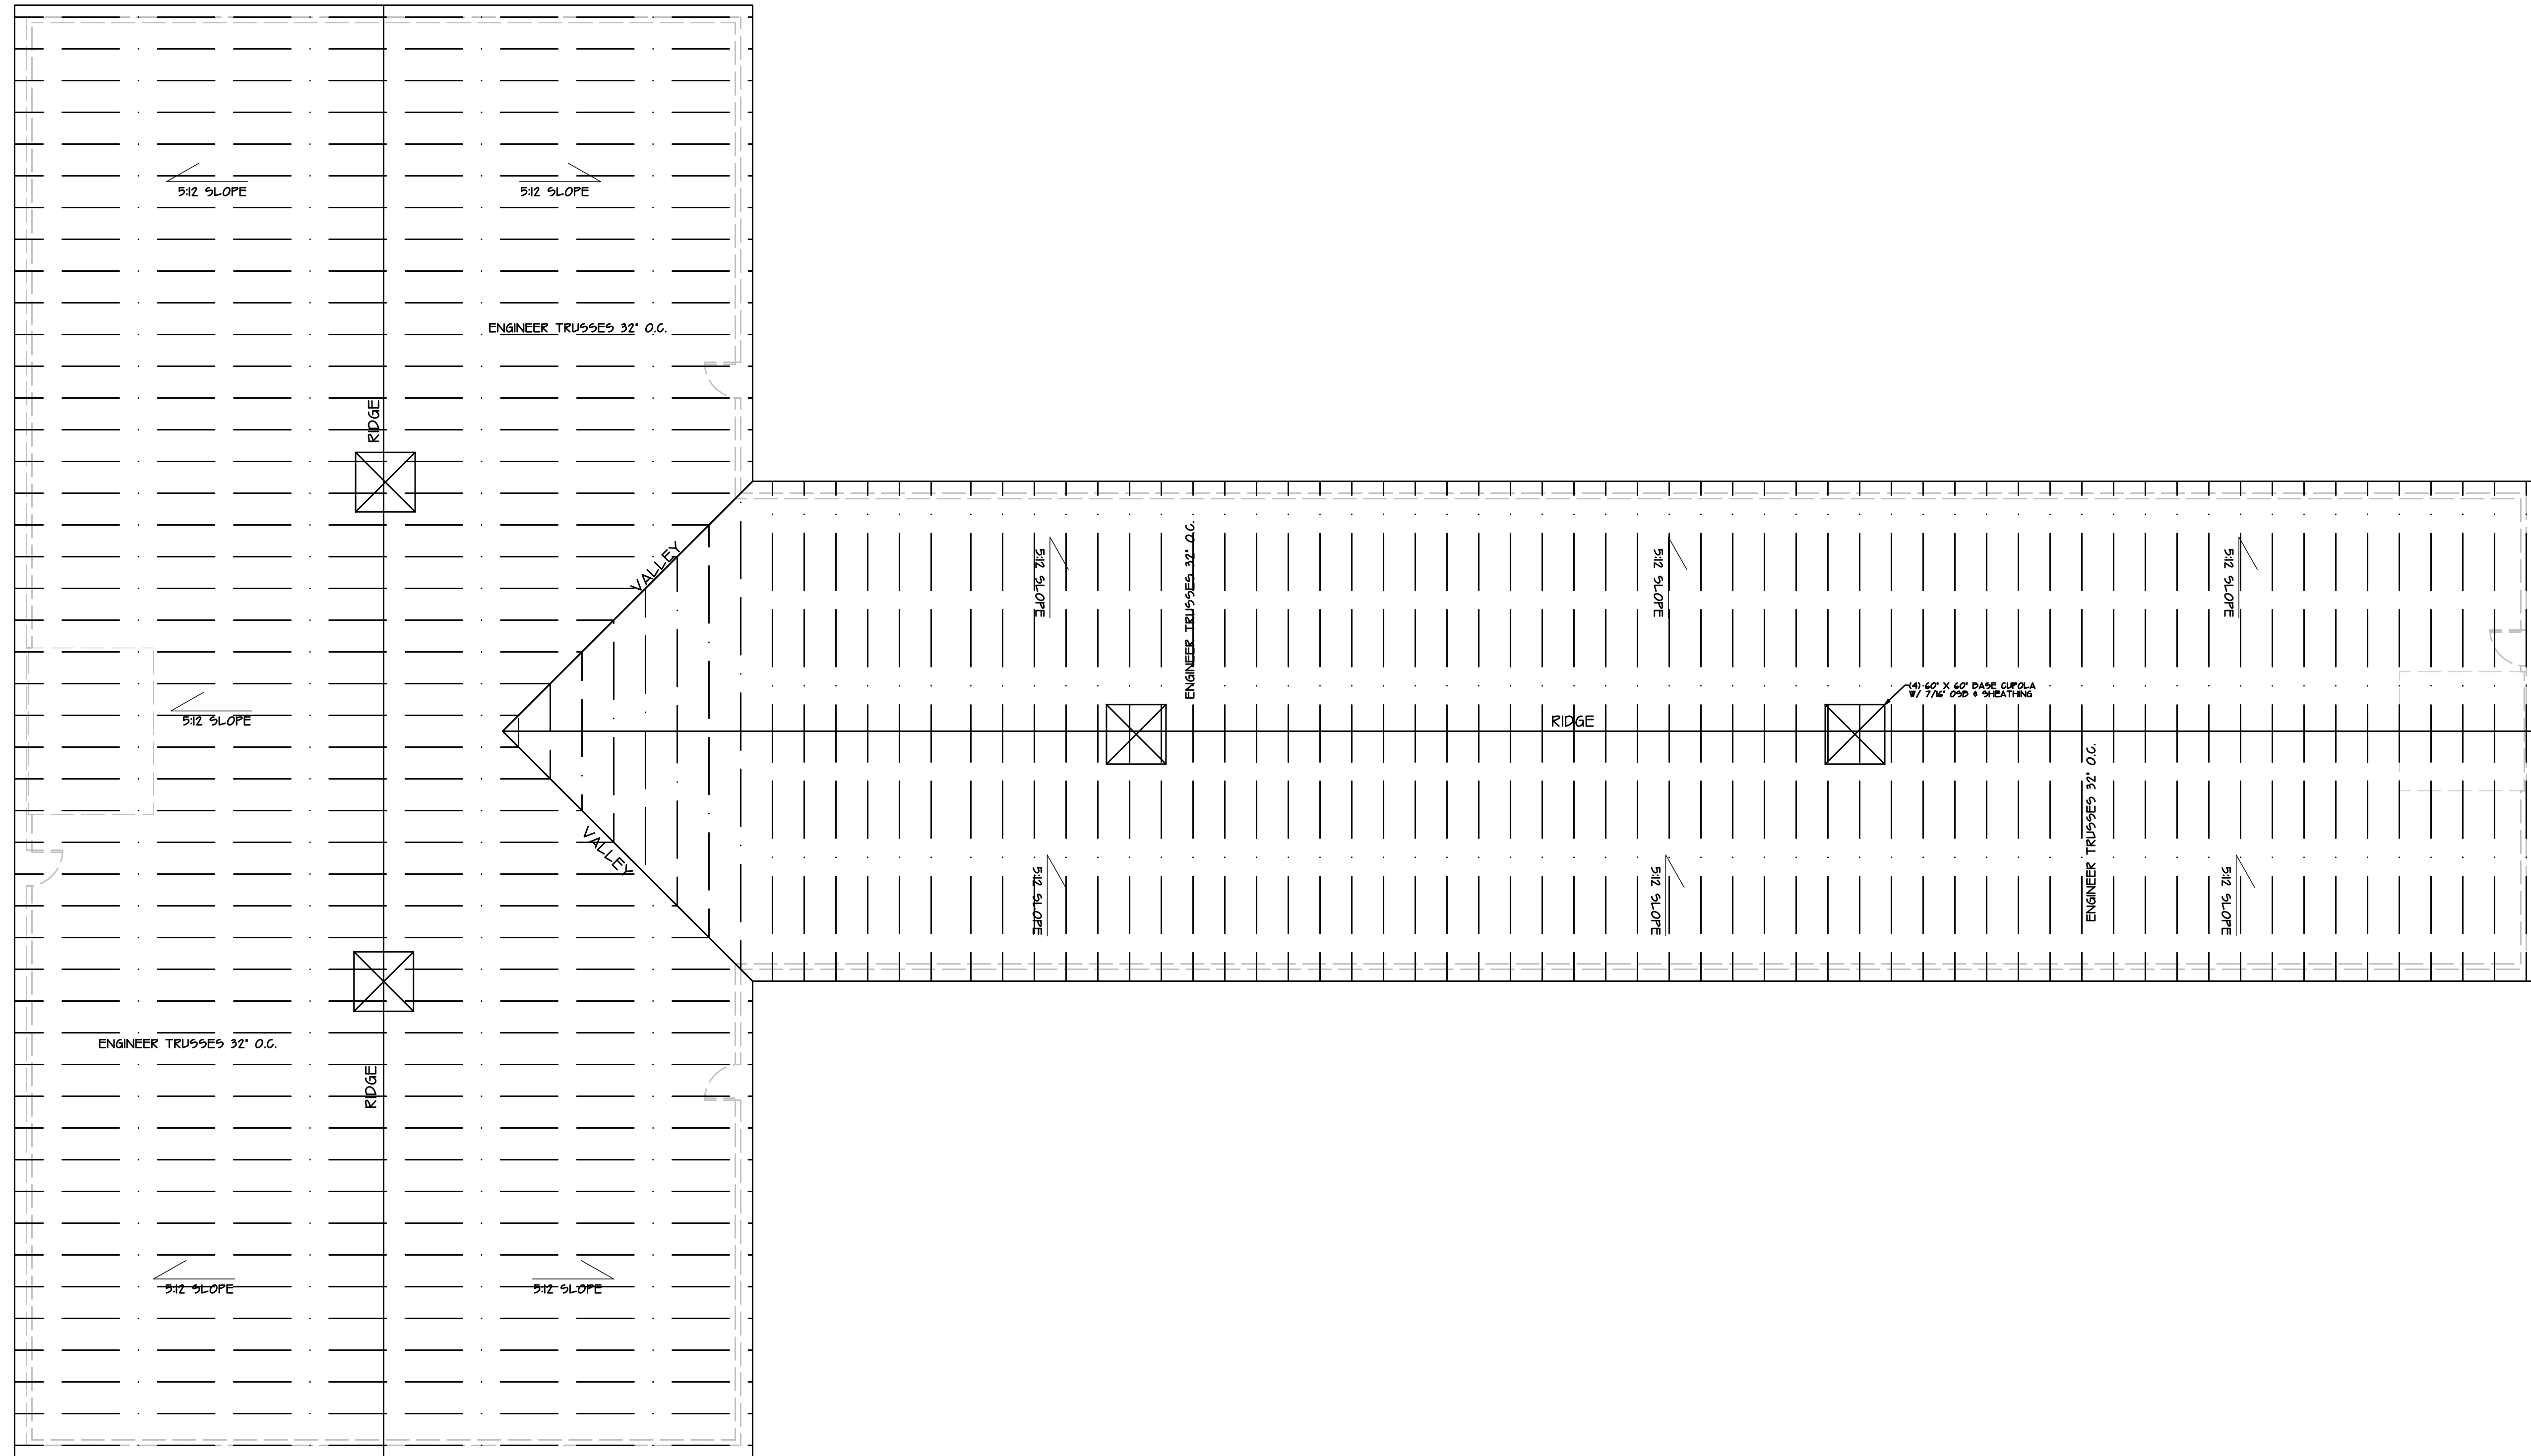 5:12 SLOPE
5:12 SLOPE
ENGINEER TRUSSES 32" O.C.
RIDGE
VALLEY
5:12 SLOPE
ENGINEER TRUSSES 32" O.C.
5:12 SLOPE
5:12 SLOPE
(4) 60" X 60" BASE CUPOLA
W/ 7/16" OSB & SHEATHING
5:12 SLOPE
RIDGE
VALLEY
ENGINEER TRUSSES 32" O.C.
5:12 SLOPE
5:12 SLOPE
5:12 SLOPE
ENGINEER TRUSSES 32" O.C.
RIDGE
5:12 SLOPE
5:12 SLOPE